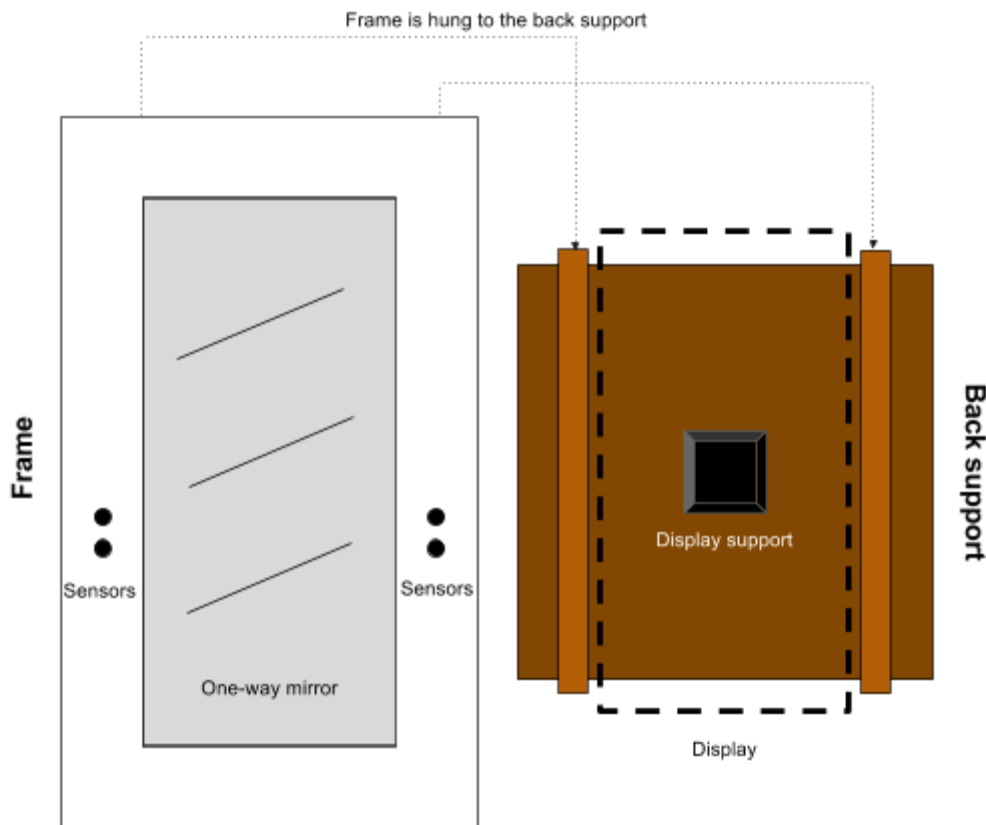 Frame is hung to the back support
Frame
Sensors
Sensors
One-way mirror
Display support
Display
Back support